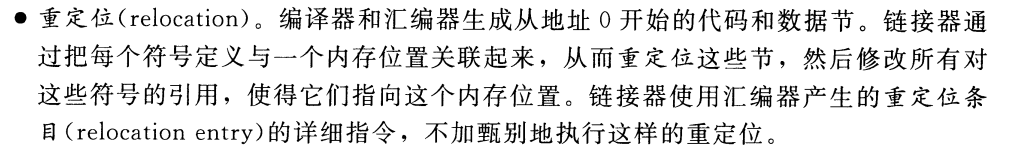 ● 重定位(relocation)。编译器和汇编器生成从地址 0 开始的代码和数据节。链接器通
过把每个符号定义与一个内存位置关联起来，从而重定位这些节，然后修改所有对
这些符号的引用，使得它们指向这个内存位置。链接器使用汇编器产生的重定位条
目(relocation entry)的详细指令，不加甄别地执行这样的重定位。